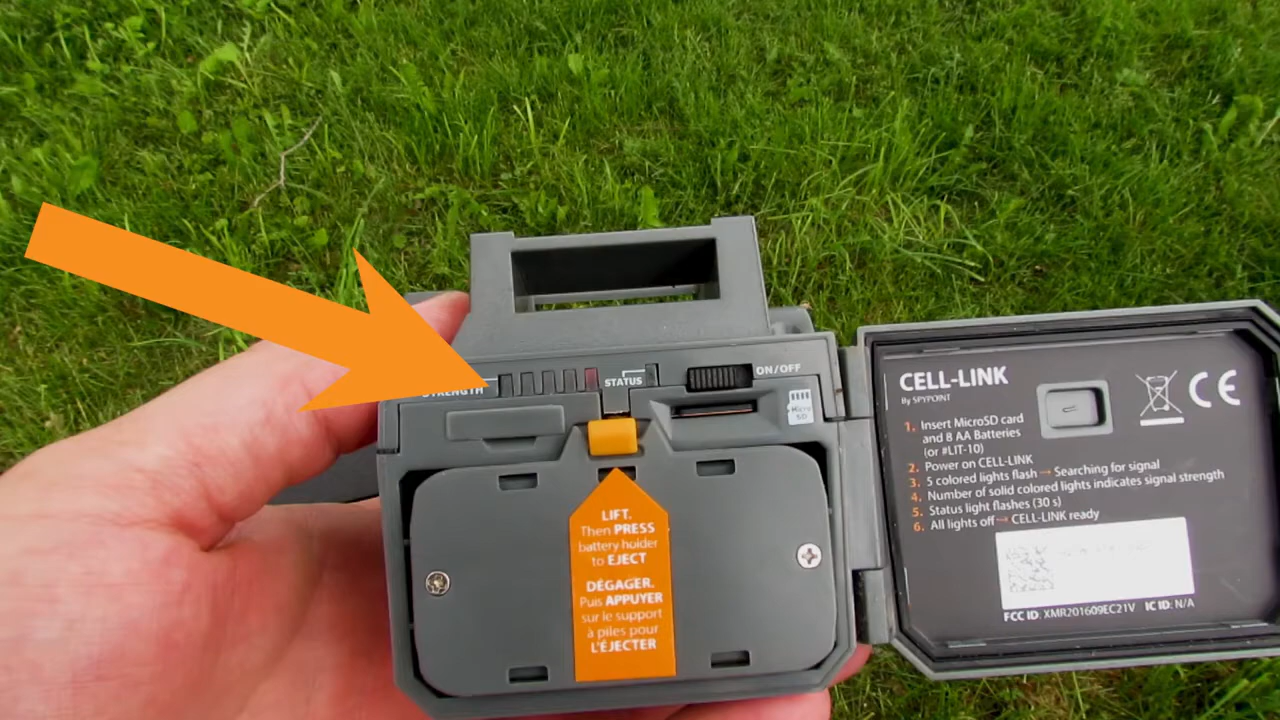 STRENGTH
STATUS
ON/OFF
Micro
SD
LIFT.
Then PRESS
battery holder
to EJECT
DÉGAGER.
Puis APPUYER
sur le support
à piles pour
L'ÉJECTER
CELL-LINK
By SPYPOINT
CE
1. Insert MicroSD card
and 8 AA Batteries
(or #LIT-10)
2. Power on CELL-LINK
3. 5 colored lights flash → Searching for signal
4. Number of solid colored lights indicates signal strength
5. Status light flashes (30 s)
6. All lights off → CELL-LINK ready
FCC ID: XMR201609EC21V IC ID: N/A